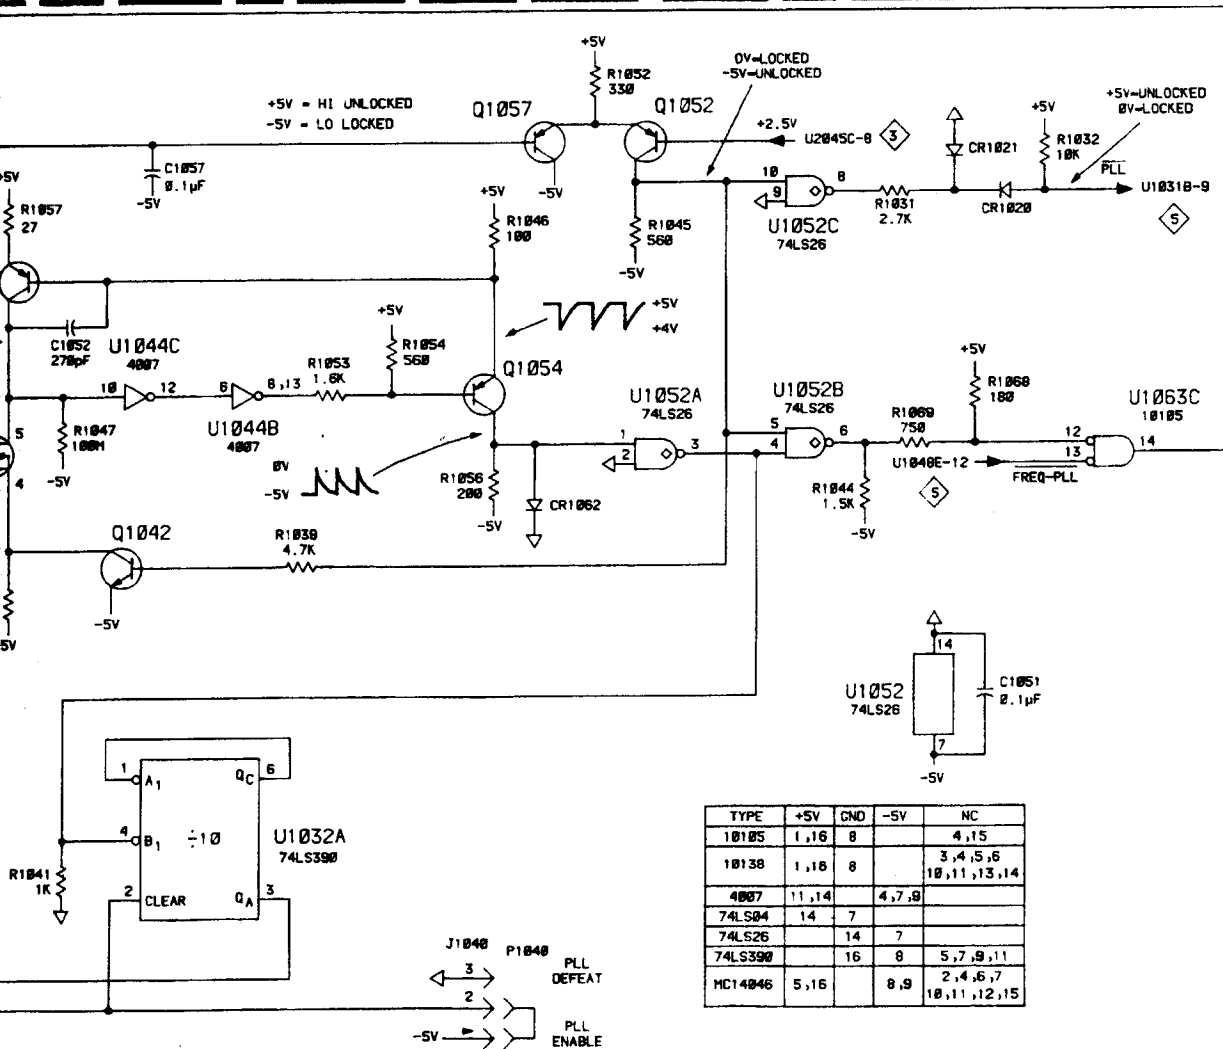 +5V
R1052
330
0V=LOCKED
-5V=UNLOCKED
+5V = HI UNLOCKED
-5V = LO LOCKED
Q1057
Q1052
+2.5V
U2045C-8
3
CR1021
+5V
R1032
10K
+5V=UNLOCKED
0V=LOCKED
PLL
U1031B-9
5
C1057
0.1µF
-5V
-5V
10
9
8
U1052C
74LS26
R1031
2.7K
CR1020
+5V
R1057
27
+5V
R1046
100
R1045
560
-5V
+5V
+4V
C1052
270pF
U1044C
4007
10
12
+5V
R1054
560
R1053
1.6K
6
8,13
U1044B
4007
Q1054
R1047
100M
-5V
5
4
0V
-5V
R1056
200
-5V
CR1062
U1052A
74LS26
1
2
3
U1052B
74LS26
5
4
6
R1069
750
+5V
R1068
180
U1048E-12
5
FREQ-PLL
R1044
1.5K
-5V
12
13
14
U1063C
10105
Q1042
-5V
R1039
4.7K
5V
U1052
74LS26
14
7
C1051
0.1µF
-5V
1
A1
QC
6
4
B1
÷10
2
CLEAR
QA
3
U1032A
74LS390
R1041
1K
J1040
P1040
3
PLL
DEFEAT
2
-5V
PLL
ENABLE
TYPE +5V GND -5V NC
10105 1,16 8 4,15
10138 1,16 8 3,4,5,6
10,11,13,14
4007 11,14 4,7,9
74LS04 14 7
74LS26 14 7
74LS390 16 8 5,7,9,11
MC14046 5,16 8,9 2,4,6,7
10,11,12,15